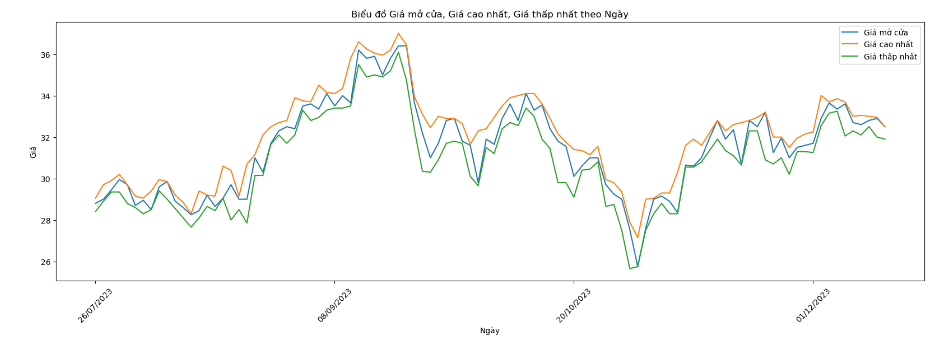 Biểu đồ Giá mở cửa, Giá cao nhất, Giá thấp nhất theo Ngày
Giá mở cửa
Giá cao nhất
Giá thấp nhất
Giá
36
34
32
30
28
26
26/07/2023
08/09/2023
20/10/2023
01/12/2023
Ngày